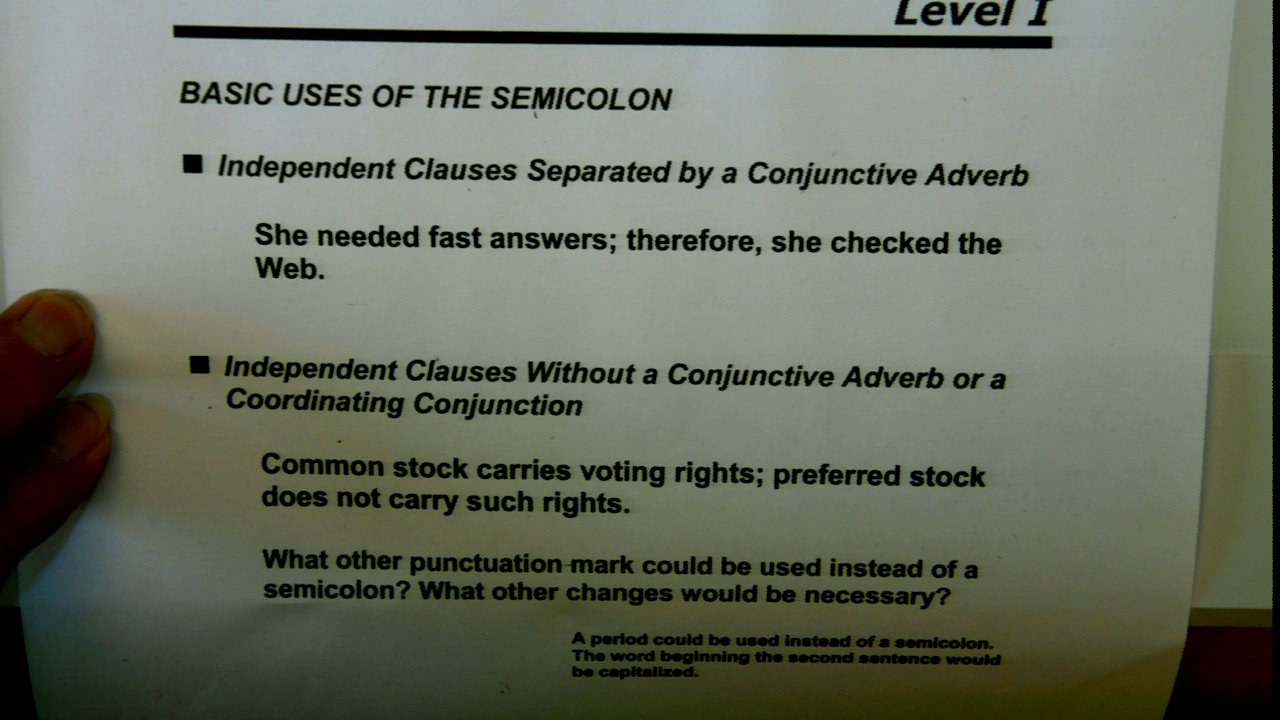 Level I
BASIC USES OF THE SEMICOLON
■ Independent Clauses Separated by a Conjunctive Adverb
She needed fast answers; therefore, she checked the
Web.
■ Independent Clauses Without a Conjunctive Adverb or a
Coordinating Conjunction
Common stock carries voting rights; preferred stock
does not carry such rights.
What other punctuation mark could be used instead of a
semicolon? What other changes would be necessary?
A period could be used instead of a semicolon.
The word beginning the second sentence would
be capitalized.